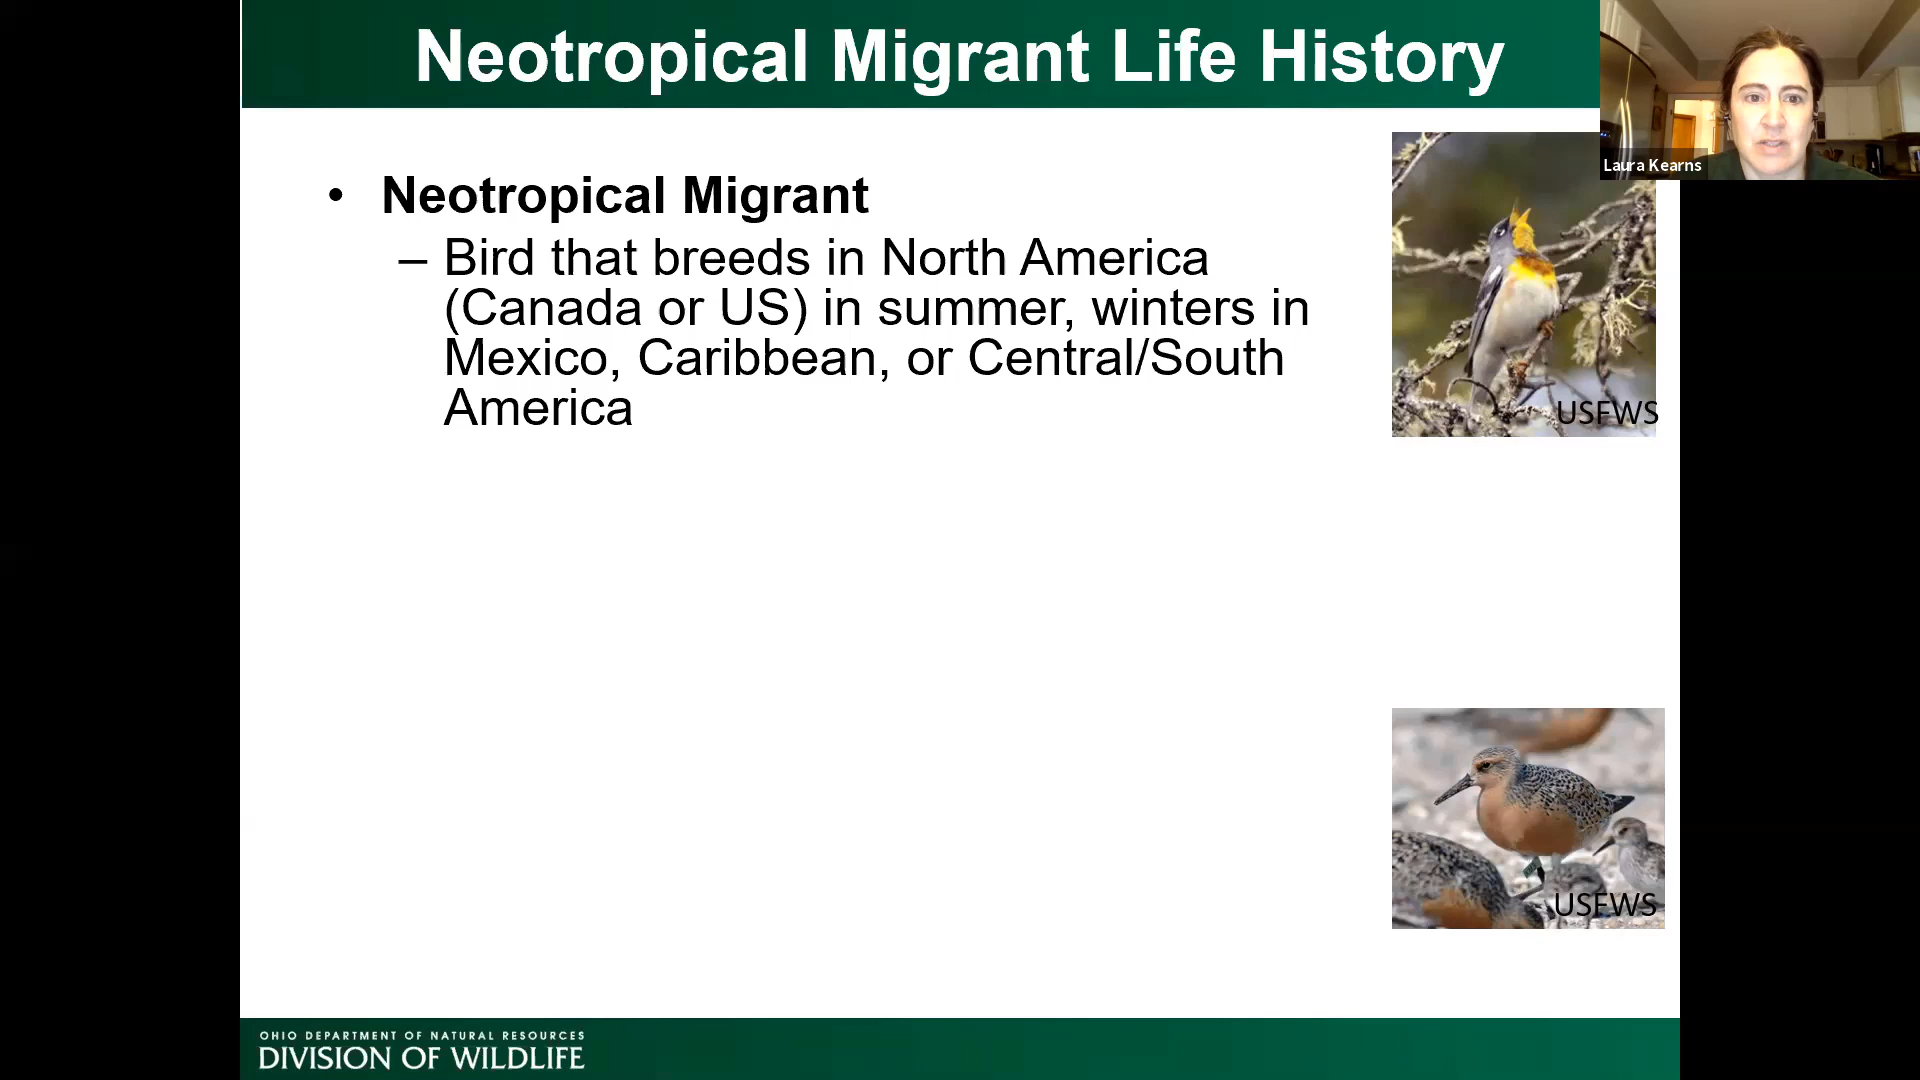 Neotropical Migrant Life History
Laura Kearns
• Neotropical Migrant
– Bird that breeds in North America
(Canada or US) in summer, winters in
Mexico, Caribbean, or Central/South
America
USFWS
USFWS
OHIO DEPARTMENT OF NATURAL RESOURCES
DIVISION OF WILDLIFE